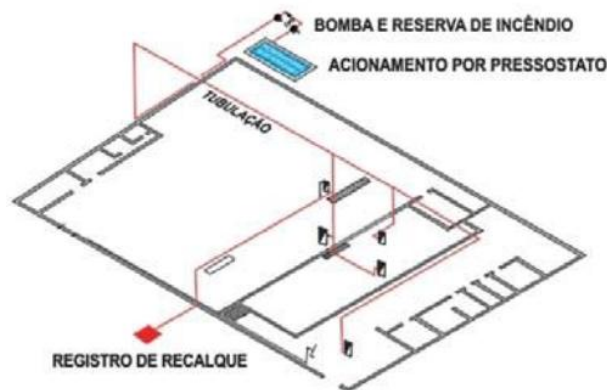 BOMBA E RESERVA DE INCÊNDIO
ACIONAMENTO POR PRESSOSTATO
TUBULAÇÃO
REGISTRO DE RECALQUE